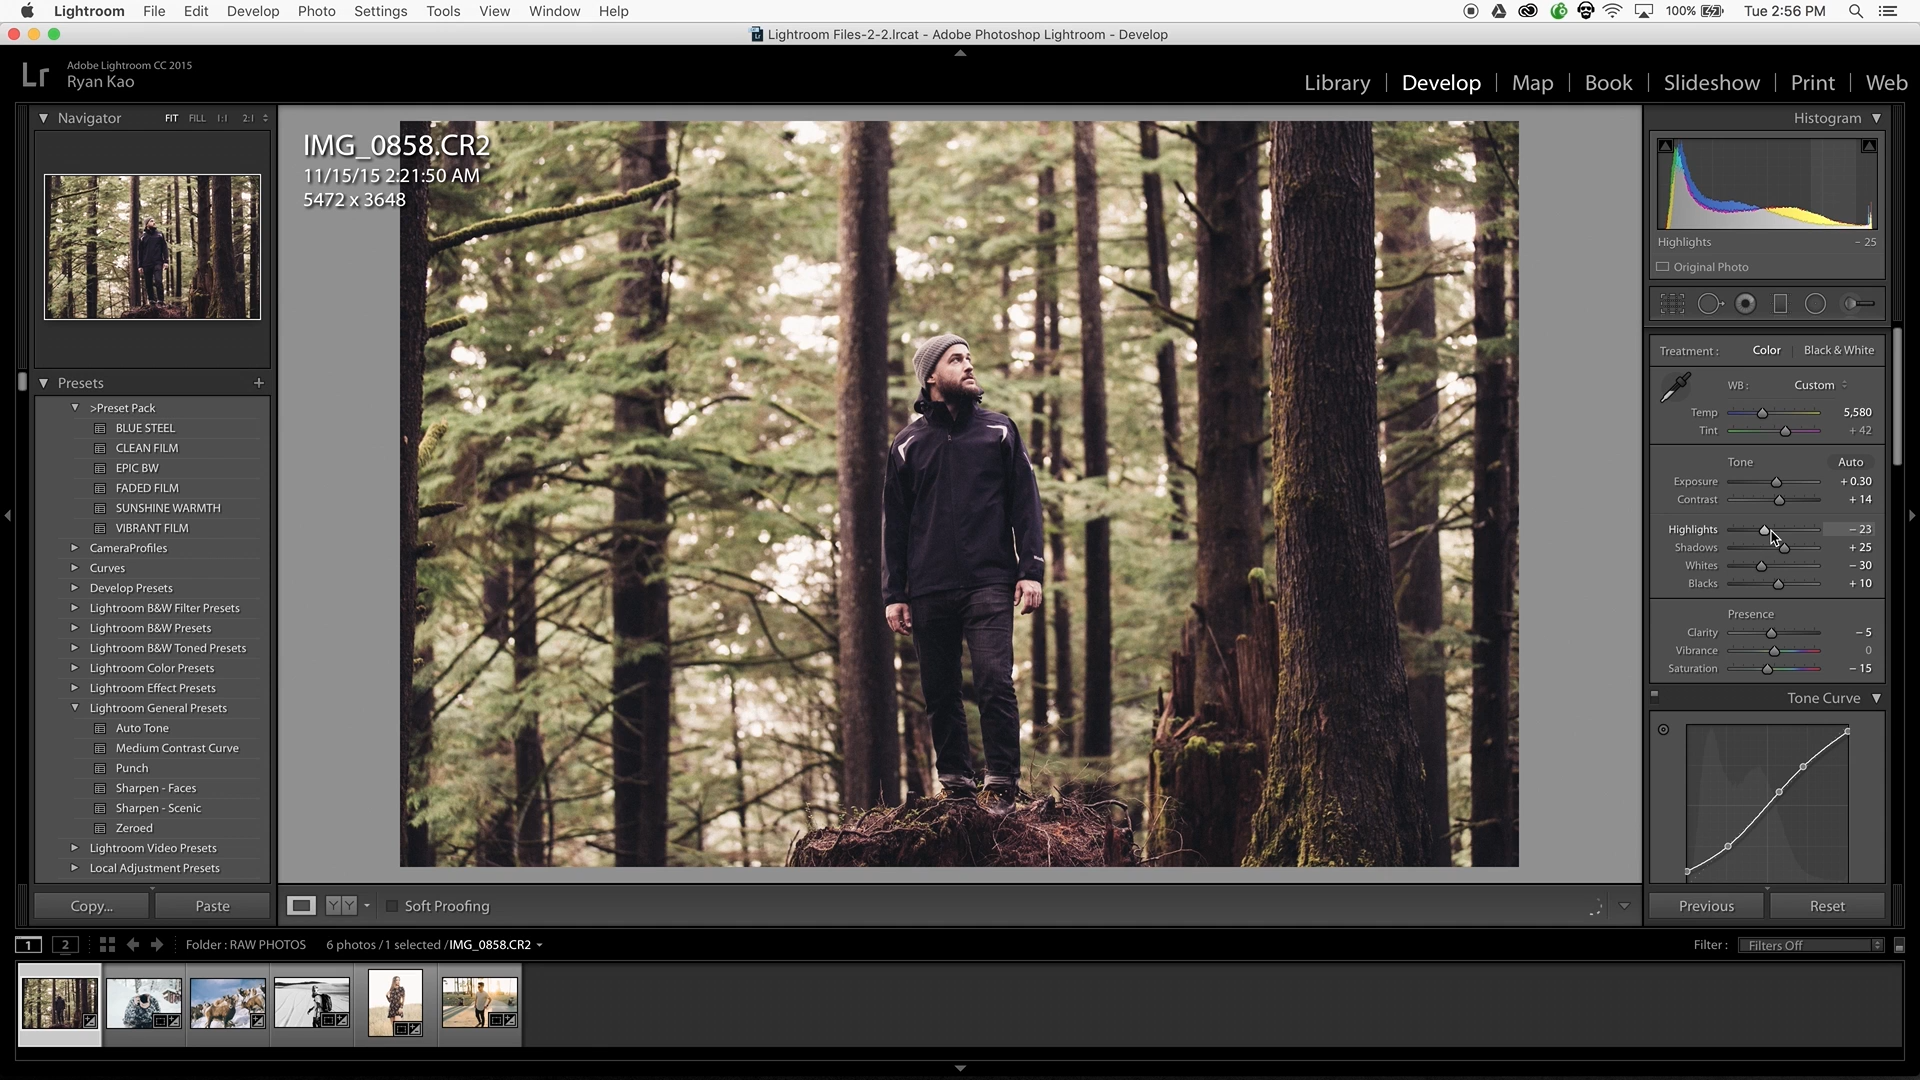 Lightroom File Edit Develop Photo Settings Tools View Window Help 100% Tue 2:56 PM
Lightroom Files-2-2.lrcat - Adobe Photoshop Lightroom - Develop
Lr Adobe Lightroom CC 2015
Ryan Kao
Library | Develop | Map | Book | Slideshow | Print | Web
Navigator FIT FILL 1:1 2:1
IMG_0858.CR2
11/15/15 2:21:50 AM
5472 x 3648
Presets +
>Preset Pack
BLUE STEEL
CLEAN FILM
EPIC BW
FADED FILM
SUNSHINE WARMTH
VIBRANT FILM
CameraProfiles
Curves
Develop Presets
Lightroom B&W Filter Presets
Lightroom B&W Presets
Lightroom B&W Toned Presets
Lightroom Color Presets
Lightroom Effect Presets
Lightroom General Presets
Auto Tone
Medium Contrast Curve
Punch
Sharpen - Faces
Sharpen - Scenic
Zeroed
Lightroom Video Presets
Local Adjustment Presets
Copy... Paste
Y Y Soft Proofing
Histogram
Highlights - 25
Original Photo
Treatment : Color | Black & White
WB : Custom
Temp 5,580
Tint + 42
Tone Auto
Exposure + 0.30
Contrast + 14
Highlights - 23
Shadows + 25
Whites - 30
Blacks + 10
Presence
Clarity - 5
Vibrance 0
Saturation - 15
Tone Curve
Previous Reset
1 2 Folder : RAW PHOTOS 6 photos / 1 selected / IMG_0858.CR2 Filter : Filters Off